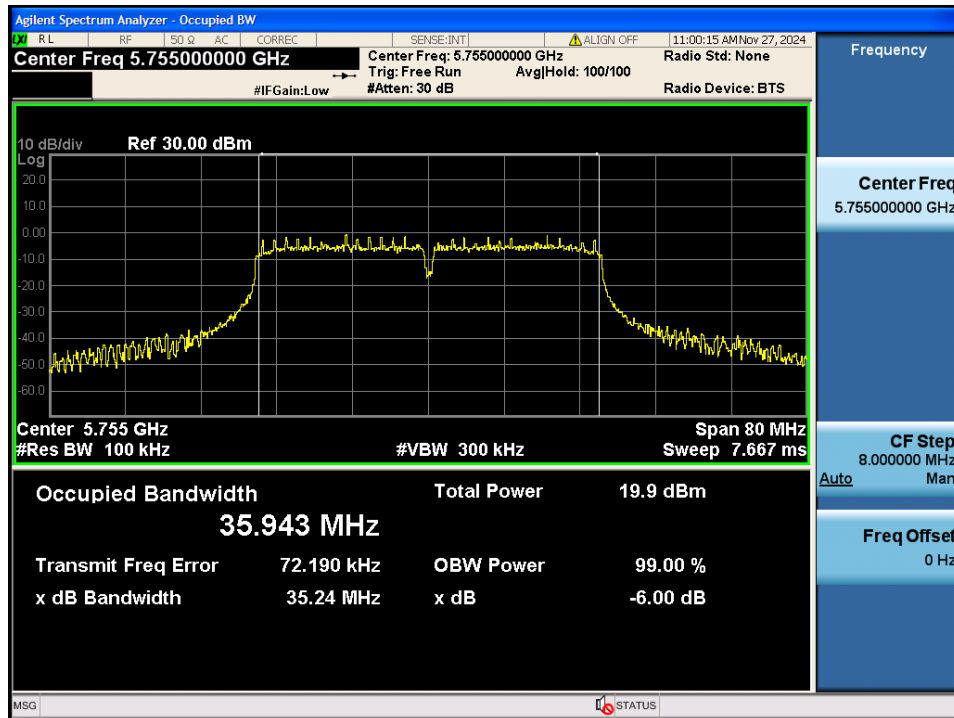 Agilent Spectrum Analyzer - Occupied BW
LXI RL RF 50 Ω AC CORREC SENSE:INT ALIGN OFF 11:00:15 AM Nov 27, 2024
Center Freq 5.755000000 GHz
Center Freq: 5.755000000 GHz
Radio Std: None
Trig: Free Run Avg|Hold: 100/100
#IFGain:Low
#Atten: 30 dB
Radio Device: BTS
10 dB/div Ref 30.00 dBm
Log
20.0
10.0
0.00
-10.0
-20.0
-30.0
-40.0
-50.0
-60.0
Center 5.755 GHz Span 80 MHz
#Res BW 100 kHz #VBW 300 kHz Sweep 7.667 ms
Occupied Bandwidth Total Power 19.9 dBm
35.943 MHz
Transmit Freq Error 72.190 kHz OBW Power 99.00 %
x dB Bandwidth 35.24 MHz x dB -6.00 dB
Frequency
Center Freq
5.755000000 GHz
CF Step
8.000000 MHz
Auto Man
Freq Offset
0 Hz
MSG STATUS